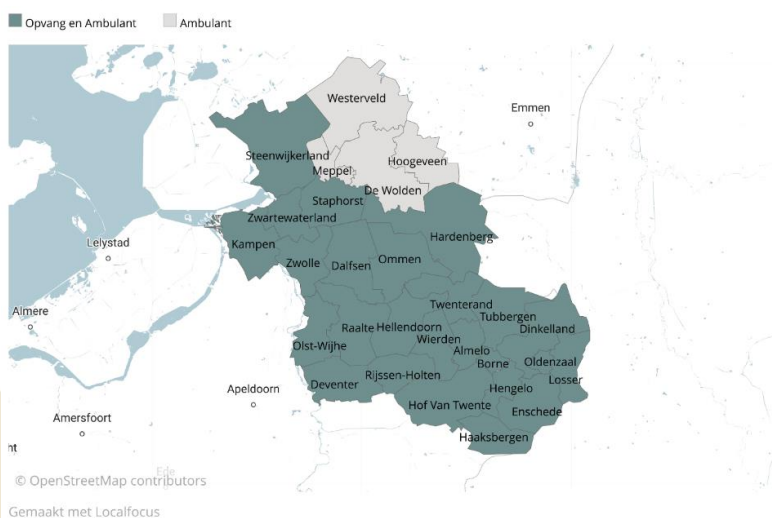 Opvang en Ambulant
Ambulant
Westerveld
Emmen
Steenwijkerland
Meppel
Hoogeveen
De Wolden
Staphorst
Zwartewaterland
Lelystad
Kampen
Hardenberg
Zwolle
Dalfsen
Ommen
Almere
Twenterand
Tubbergen
Dinkelland
Raalte
Hellendoorn
Wierden
Olst-Wijhe
Almelo
Borne
Oldenzaal
Rijssen-Holten
Losser
Deventer
Hengelo
Apeldoorn
Hof Van Twente
Enschede
Amersfoort
Haaksbergen
ht
Ede
© OpenStreetMap contributors
Gemaakt met Localfocus